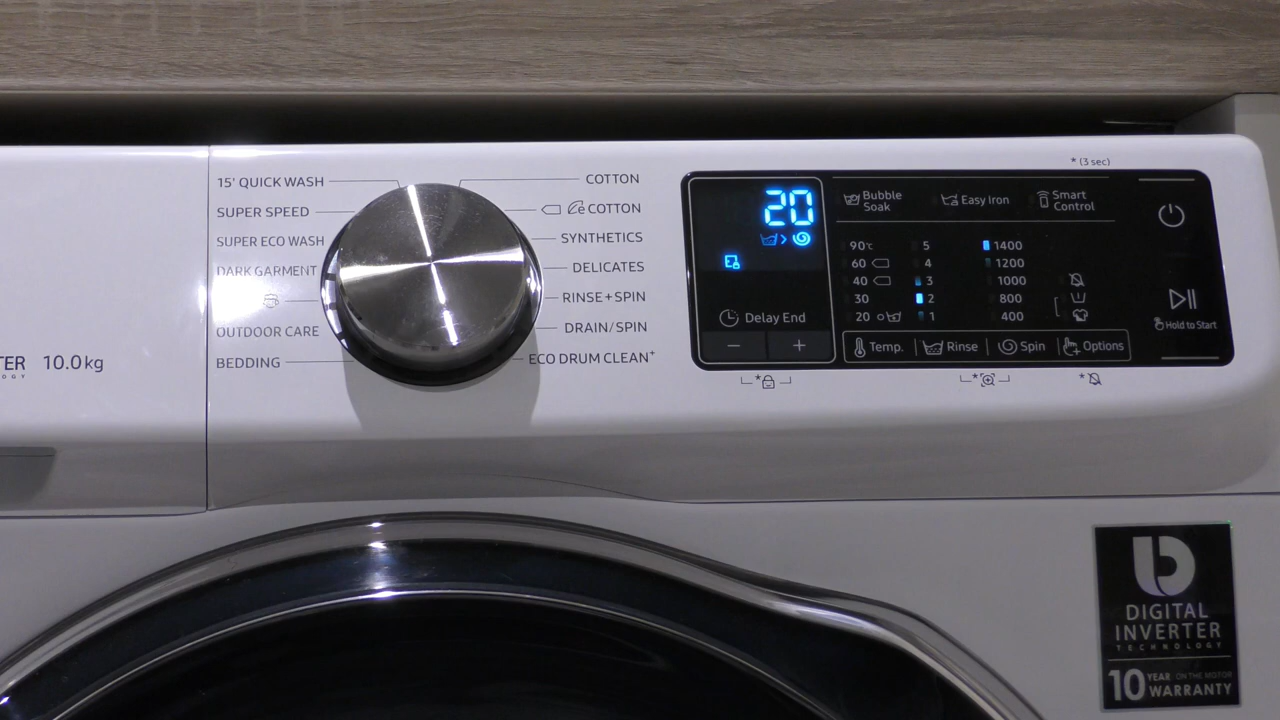 * (3 sec)
15' QUICK WASH
SUPER SPEED
SUPER ECO WASH
DARK GARMENT
OUTDOOR CARE
BEDDING
COTTON
e COTTON
SYNTHETICS
DELICATES
RINSE+SPIN
DRAIN/SPIN
ECO DRUM CLEAN+
TER 10.0 kg
OGY
20
Delay End
− +
Bubble
Soak
Easy Iron
Smart
Control
90℃ 5 1400
60 4 1200
40 3 1000
30 2 800
20 1 400
Temp. Rinse Spin Options
Hold to Start
DIGITAL
INVERTER
TECHNOLOGY
10 YEAR ON THE MOTOR
WARRANTY